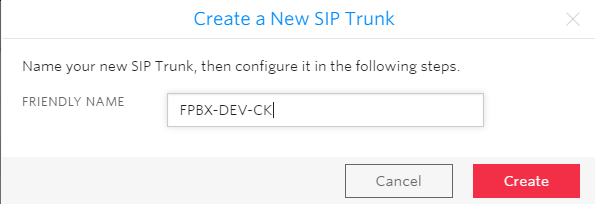 Create a New SIP Trunk
Name your new SIP Trunk, then configure it in the following steps.
FRIENDLY NAME
FPBX-DEV-CK
Cancel
Create